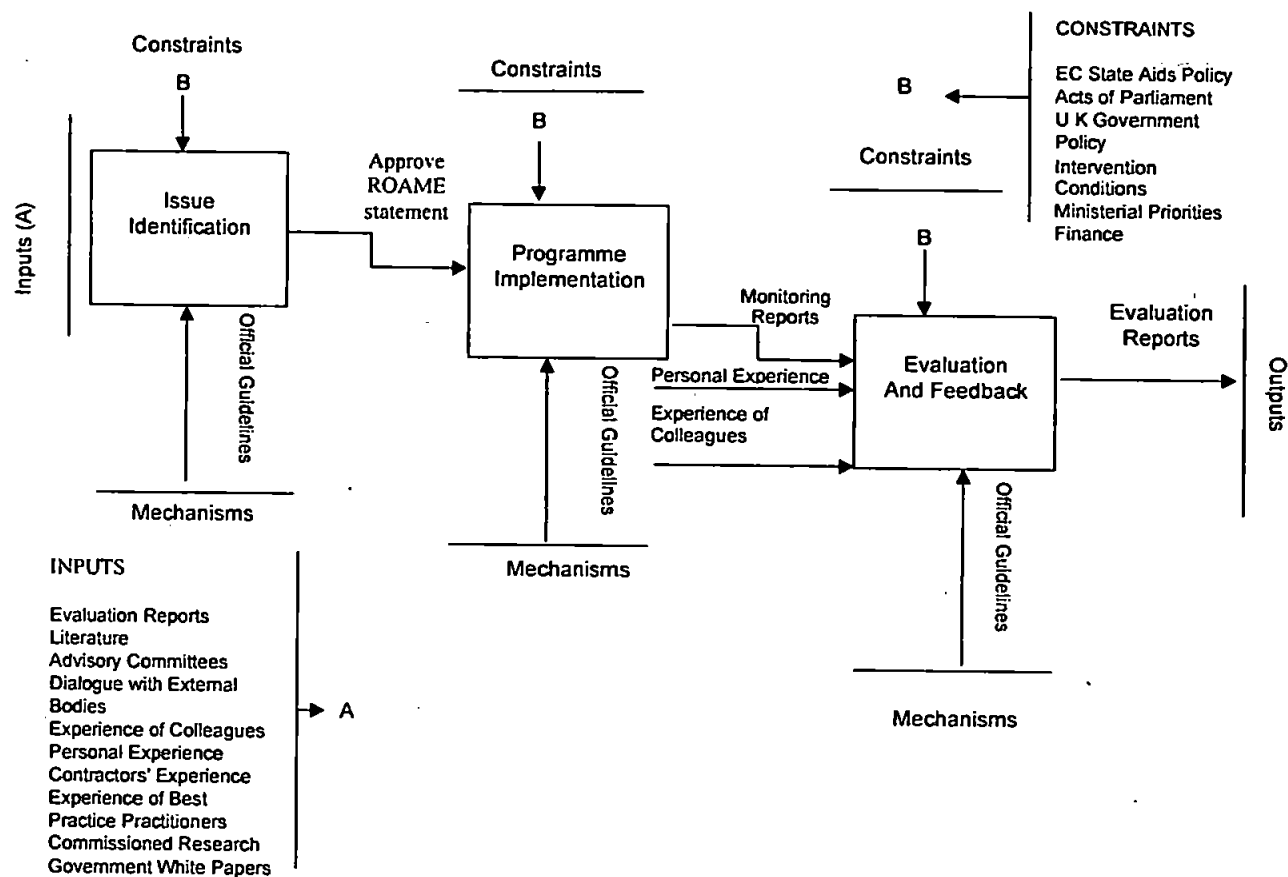 Constraints
B
Inputs (A)
Issue
Identification
Official Guidelines
Mechanisms
Approve
ROAME
statement
Constraints
B
Programme
Implementation
Official Guidelines
Mechanisms
Monitoring
Reports
Personal Experience
Experience of
Colleagues
B
Constraints
B
Evaluation
And Feedback
Official Guidelines
Mechanisms
Evaluation
Reports
Outputs
CONSTRAINTS
EC State Aids Policy
Acts of Parliament
U K Government
Policy
Intervention
Conditions
Ministerial Priorities
Finance
INPUTS
Evaluation Reports
Literature
Advisory Committees
Dialogue with External
Bodies
Experience of Colleagues
Personal Experience
Contractors' Experience
Experience of Best
Practice Practitioners
Commissioned Research
Government White Papers
A